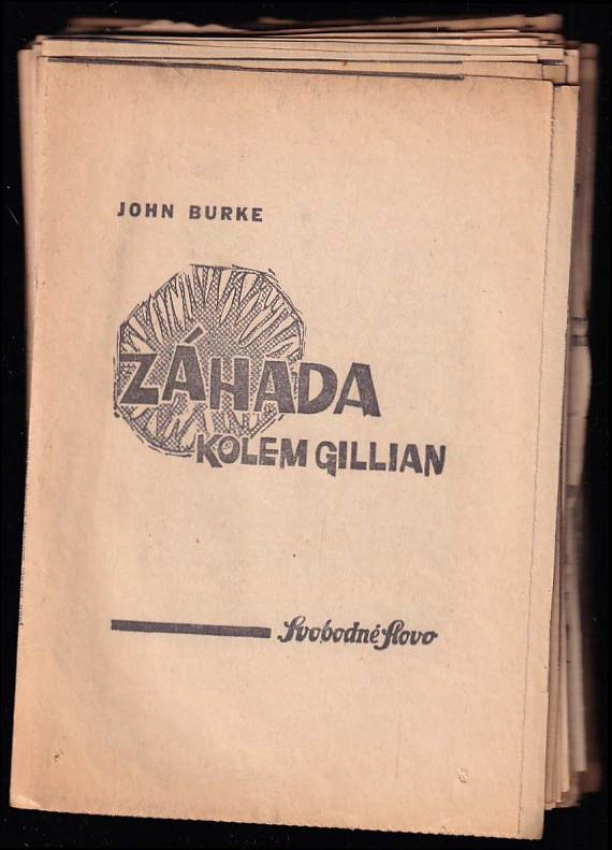 JOHN BURKE
ZÁHADA
KOLEM GILLIAN
Svobodné Slovo